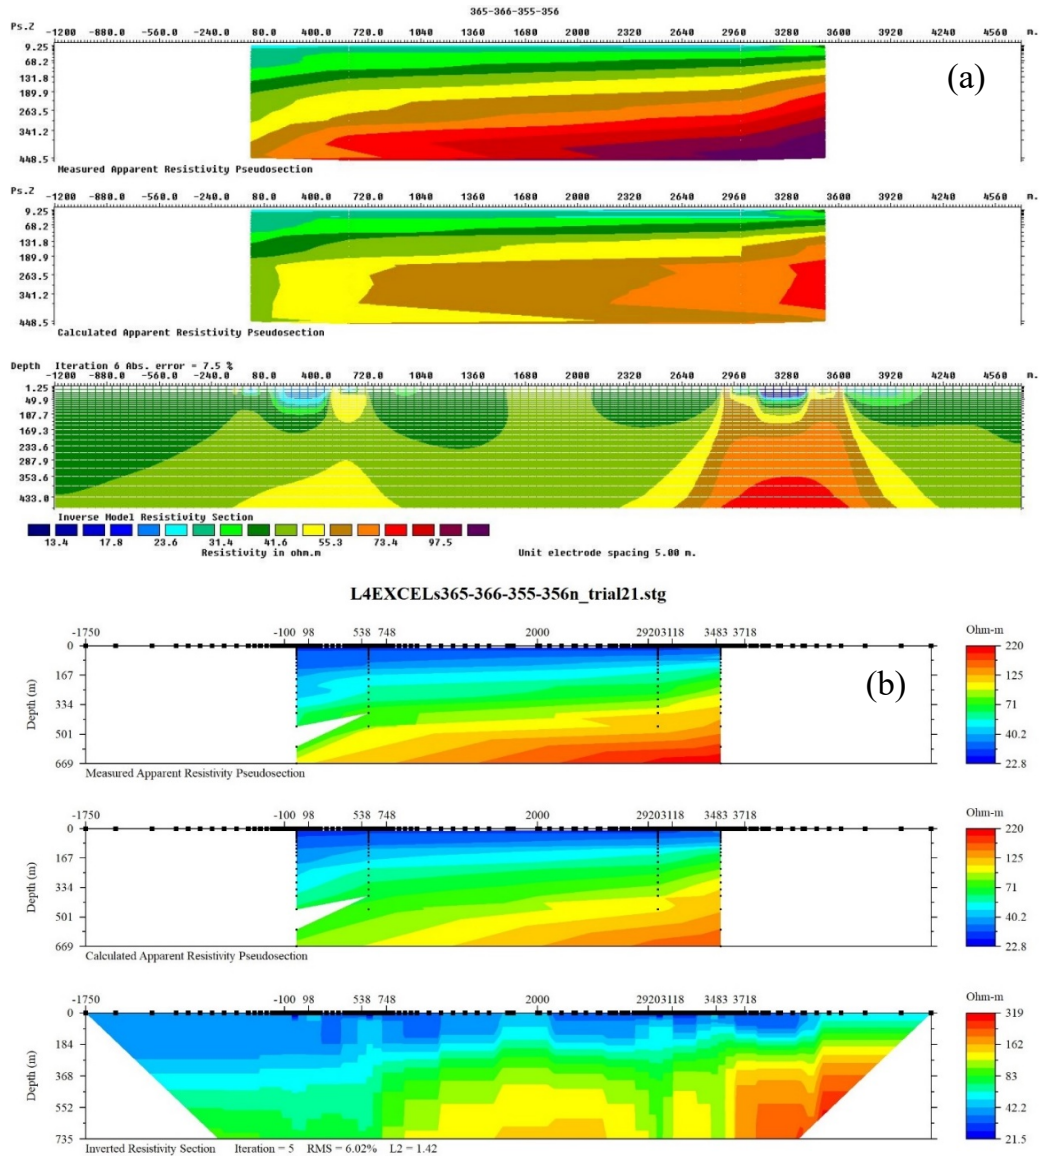 365-366-355-356
Ps.Z
-1200 -880.0 -560.0 -240.0 80.0 400.0 720.0 1040 1360 1680 2000 2320 2640 2960 3280 3600 3920 4240 4560 m.
9.25
68.2
131.8
189.9
263.5
341.2
448.5
(a)
Measured Apparent Resistivity Pseudosection
Ps.Z
-1200 -880.0 -560.0 -240.0 80.0 400.0 720.0 1040 1360 1680 2000 2320 2640 2960 3280 3600 3920 4240 4560 m.
9.25
68.2
131.8
189.9
263.5
341.2
448.5
Calculated Apparent Resistivity Pseudosection
Depth Iteration 6 Abs. error = 7.5 %
-1200 -880.0 -560.0 -240.0 80.0 400.0 720.0 1040 1360 1680 2000 2320 2640 2960 3280 3600 3920 4240 4560 m.
1.25
49.9
107.7
169.3
233.6
287.9
353.6
433.0
Inverse Model Resistivity Section
13.4 17.8 23.6 31.4 41.6 55.3 73.4 97.5
Resistivity in ohm.m Unit electrode spacing 5.00 m.
L4EXCELs365-366-355-356n_trial21.stg
-1750 -100 98 538 748 2000 2920 3118 3483 3718 Ohm-m
0
167
334
501
669
Depth (m)
(b)
220
125
71
40.2
22.8
Measured Apparent Resistivity Pseudosection
-1750 -100 98 538 748 2000 2920 3118 3483 3718 Ohm-m
0
167
334
501
669
Depth (m)
220
125
71
40.2
22.8
Calculated Apparent Resistivity Pseudosection
-1750 -100 98 538 748 2000 2920 3118 3483 3718 Ohm-m
0
184
368
552
735
Depth (m)
319
162
83
42.2
21.5
Inverted Resistivity Section Iteration = 5 RMS = 6.02% L2 = 1.42